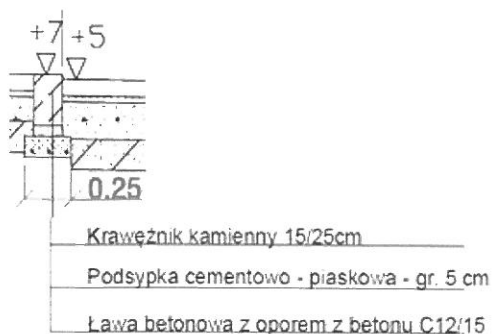 +7 +5
0.25
Krawężnik kamienny 15/25cm
Podsypka cementowo - piaskowa - gr. 5 cm
Ława betonowa z oporem z betonu C12/15